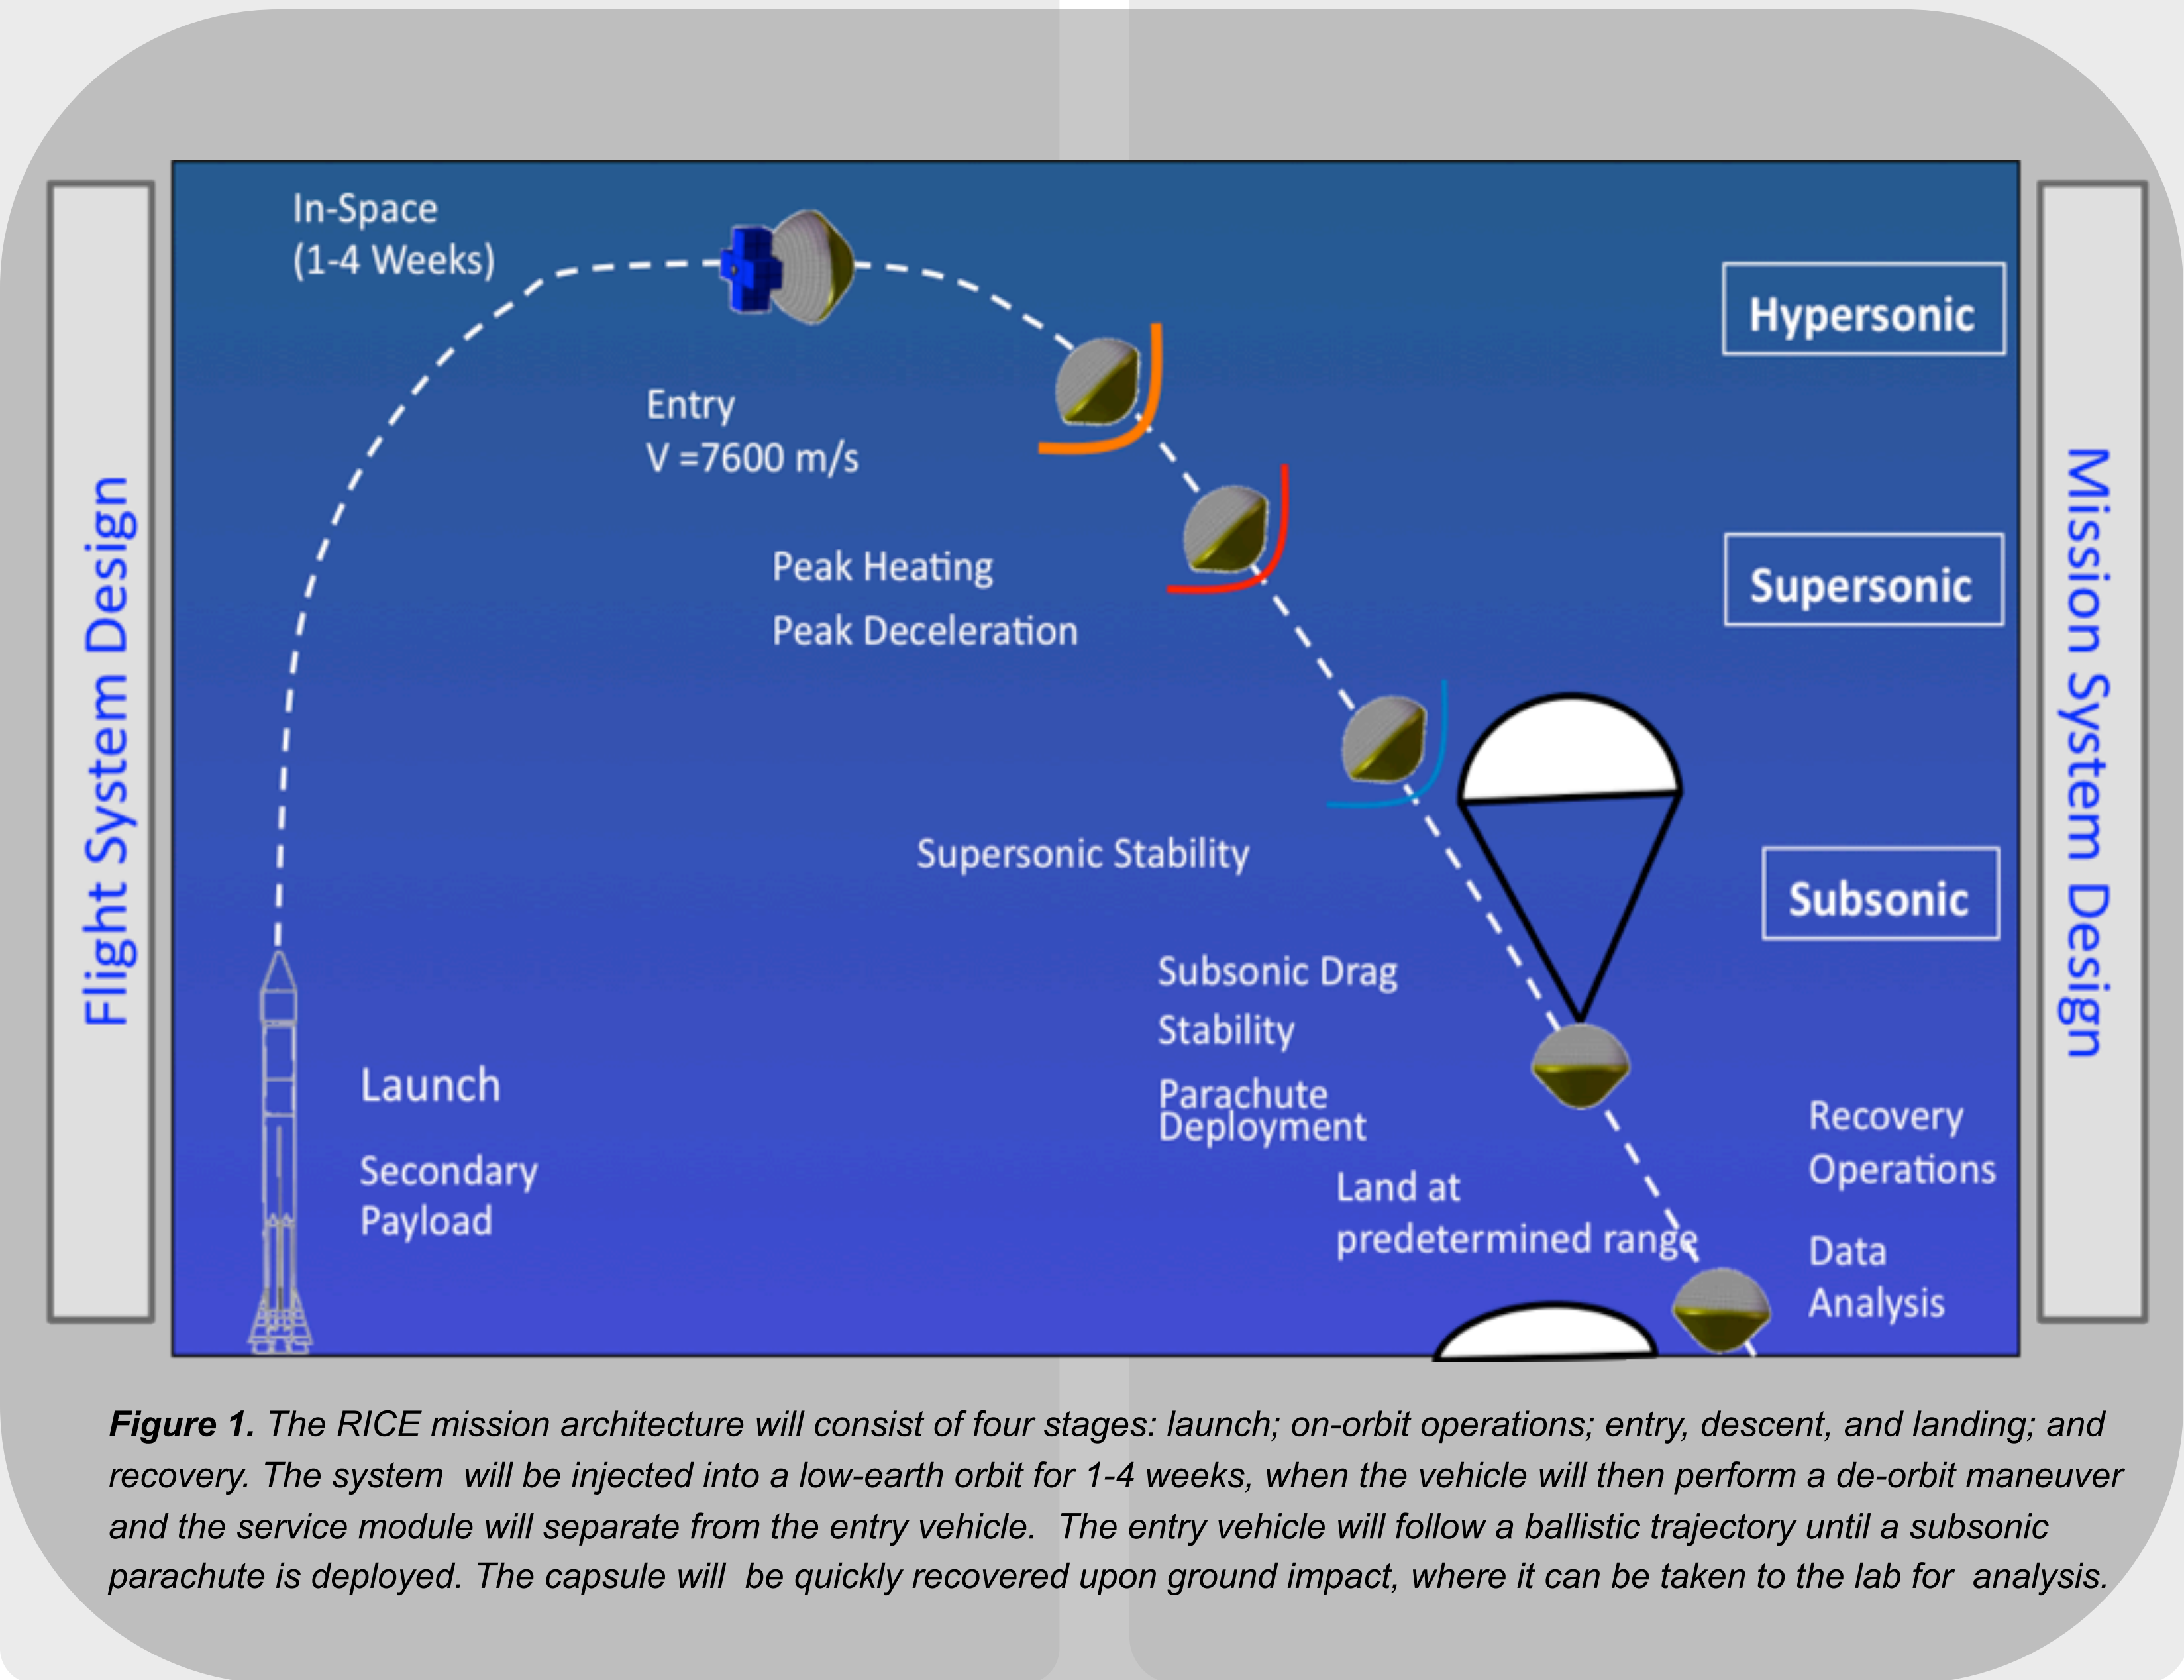 Flight System Design
In-Space
(1-4 Weeks)
Hypersonic
Entry
V =7600 m/s
Peak Heating
Peak Deceleration
Supersonic
Supersonic Stability
Subsonic
Subsonic Drag
Stability
Parachute
Deployment
Launch
Secondary
Payload
Land at
predetermined range
Recovery
Operations
Data
Analysis
Mission System Design
Figure 1. The RICE mission architecture will consist of four stages: launch; on-orbit operations; entry, descent, and landing; and
recovery. The system will be injected into a low-earth orbit for 1-4 weeks, when the vehicle will then perform a de-orbit maneuver
and the service module will separate from the entry vehicle. The entry vehicle will follow a ballistic trajectory until a subsonic
parachute is deployed. The capsule will be quickly recovered upon ground impact, where it can be taken to the lab for analysis.